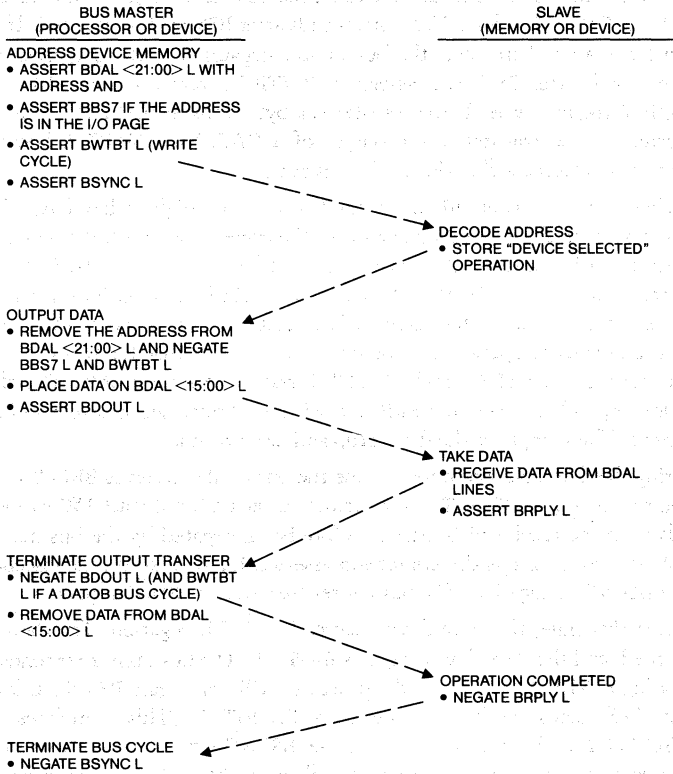 BUS MASTER
(PROCESSOR OR DEVICE)
SLAVE
(MEMORY OR DEVICE)
ADDRESS DEVICE MEMORY
• ASSERT BDAL <21:00> L WITH
ADDRESS AND
• ASSERT BBS7 IF THE ADDRESS
IS IN THE I/O PAGE
• ASSERT BWTBT L (WRITE
CYCLE)
• ASSERT BSYNC L
DECODE ADDRESS
• STORE “DEVICE SELECTED”
OPERATION
OUTPUT DATA
• REMOVE THE ADDRESS FROM
BDAL <21:00> L AND NEGATE
BBS7 L AND BWTBT L
• PLACE DATA ON BDAL <15:00> L
• ASSERT BDOUT L
TAKE DATA
• RECEIVE DATA FROM BDAL
LINES
• ASSERT BRPLY L
TERMINATE OUTPUT TRANSFER
• NEGATE BDOUT L (AND BWTBT
L IF A DATOB BUS CYCLE)
• REMOVE DATA FROM BDAL
<15:00> L
OPERATION COMPLETED
• NEGATE BRPLY L
TERMINATE BUS CYCLE
• NEGATE BSYNC L